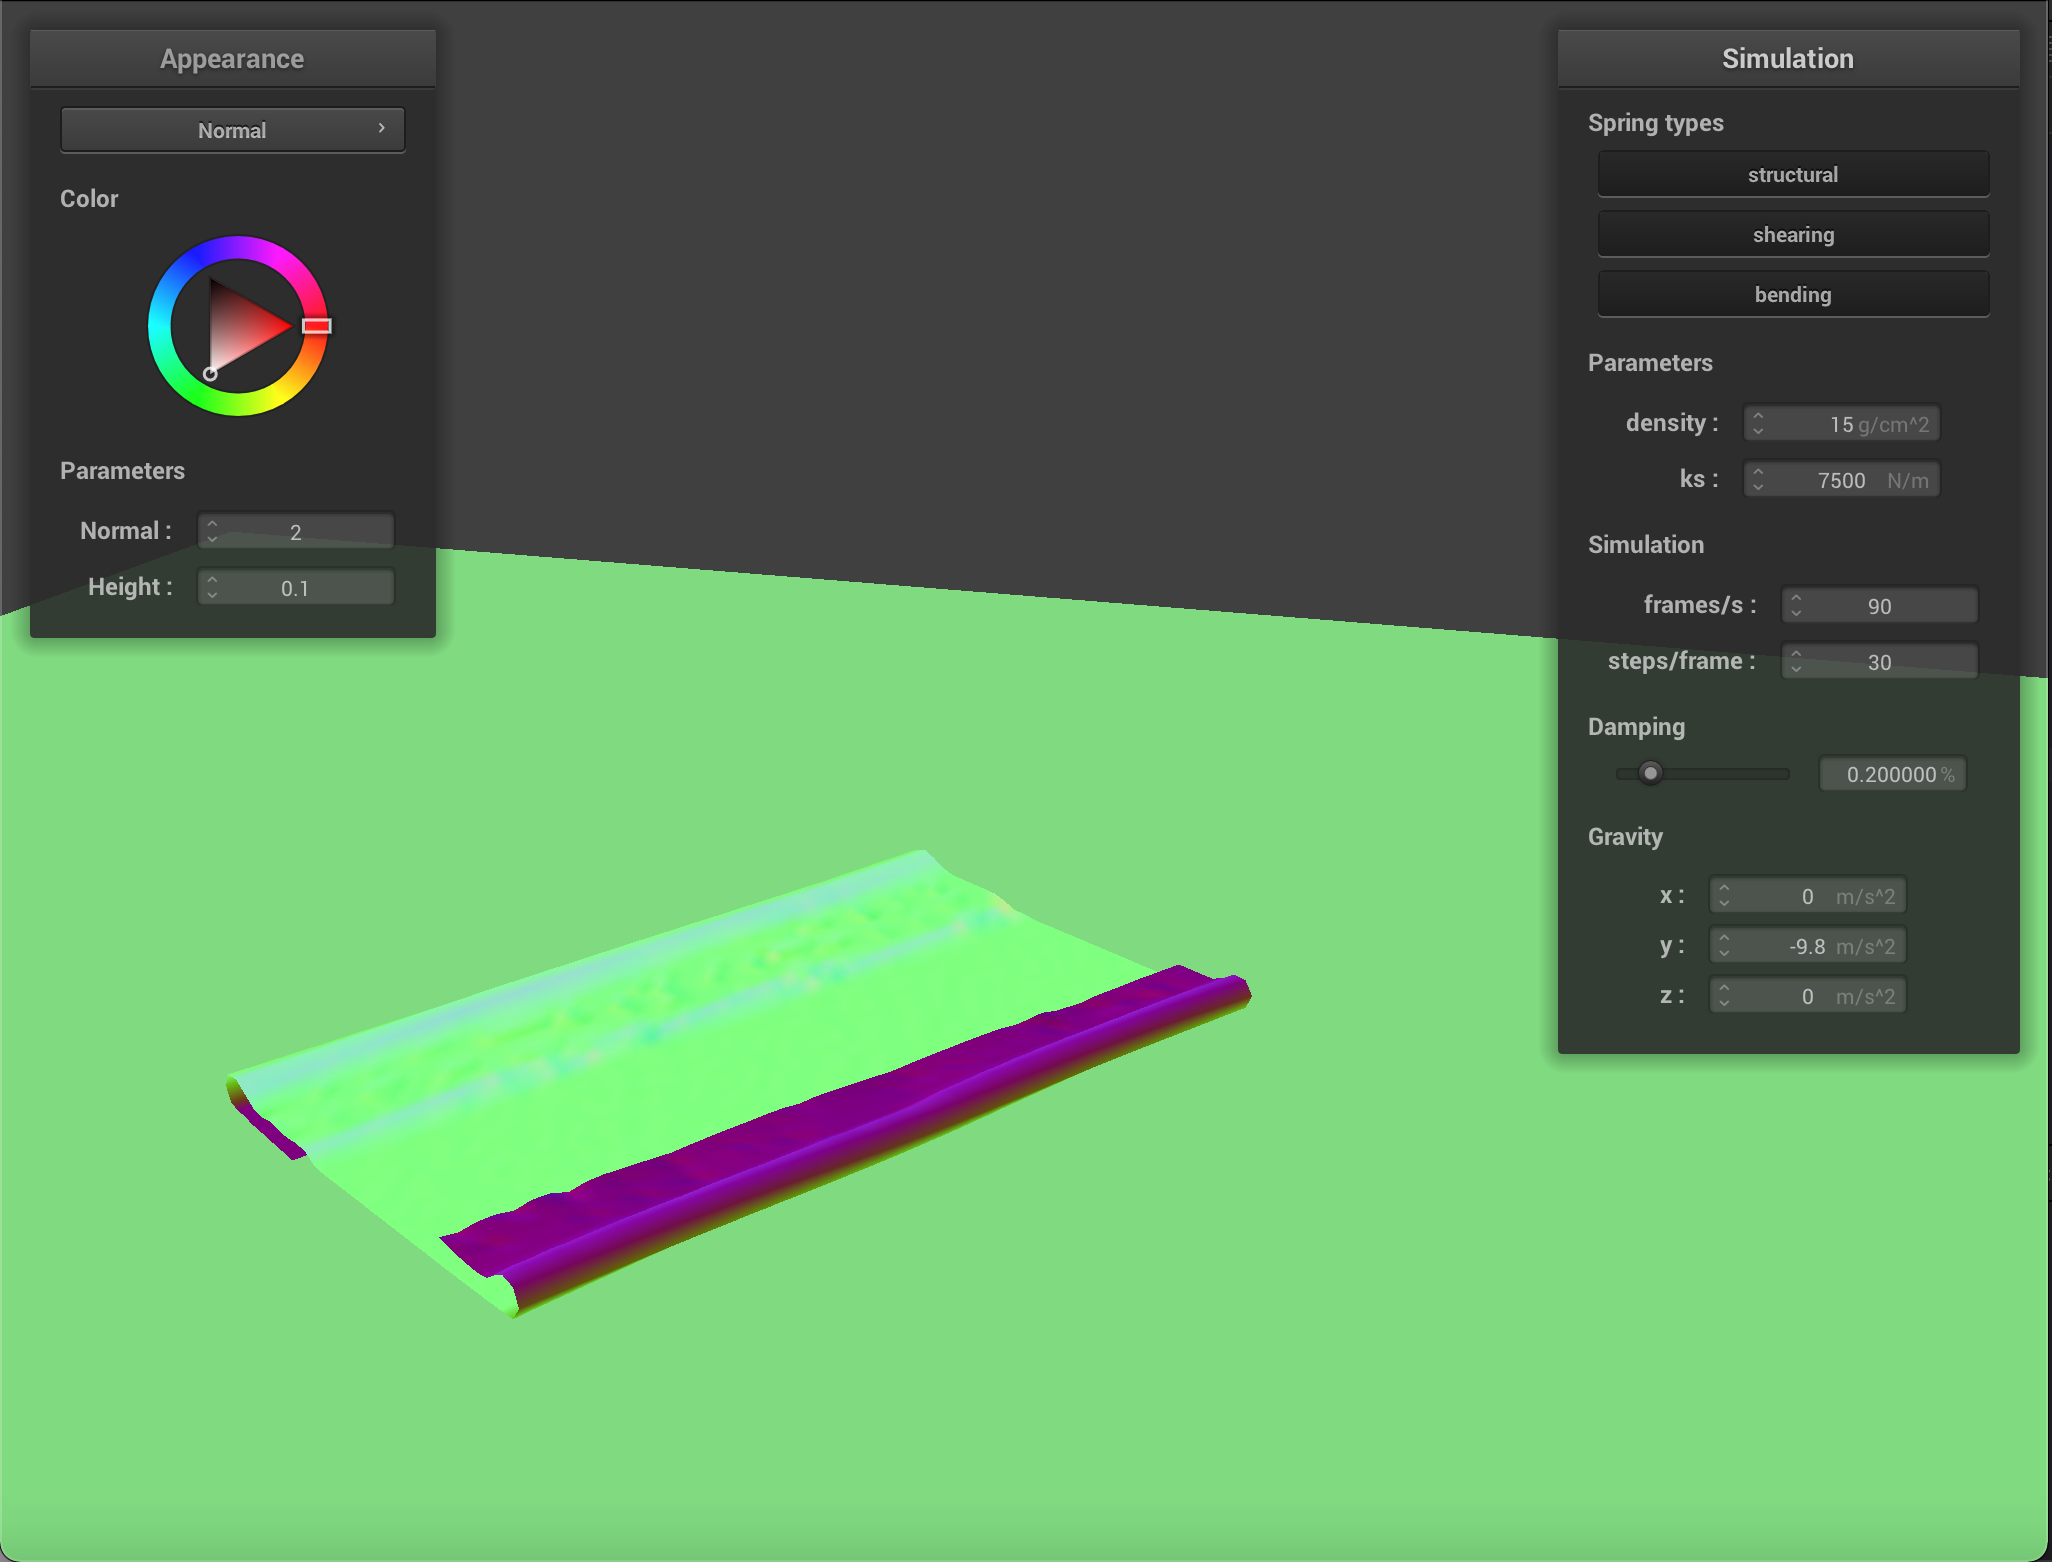 Appearance
Normal
Color
Parameters
Normal : 2
Height : 0.1
Simulation
Spring types
structural
shearing
bending
Parameters
density : 15 g/cm^2
ks : 7500 N/m
Simulation
frames/s : 90
steps/frame : 30
Damping
0.200000 %
Gravity
x : 0 m/s^2
y : -9.8 m/s^2
z : 0 m/s^2